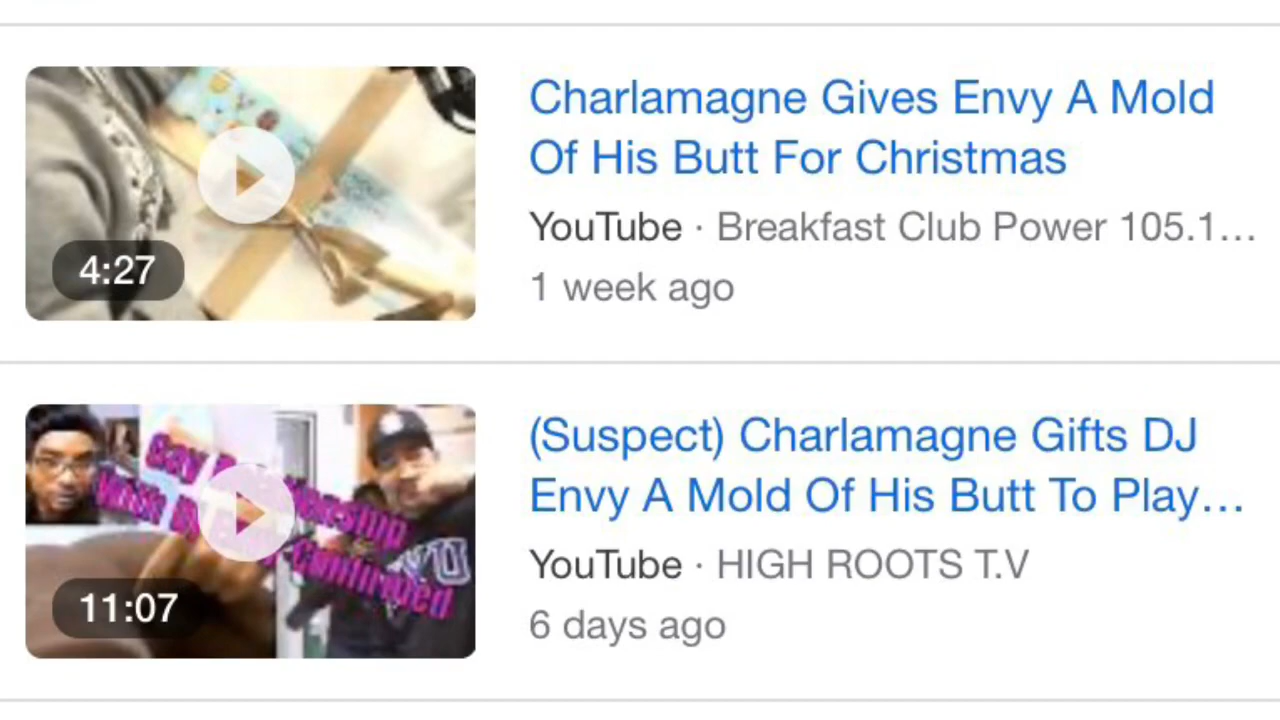 Charlamagne Gives Envy A Mold
Of His Butt For Christmas
YouTube · Breakfast Club Power 105.1...
1 week ago
4:27
(Suspect) Charlamagne Gifts DJ
Envy A Mold Of His Butt To Play...
YouTube · HIGH ROOTS T.V
6 days ago
Gay
Confirmed
11:07